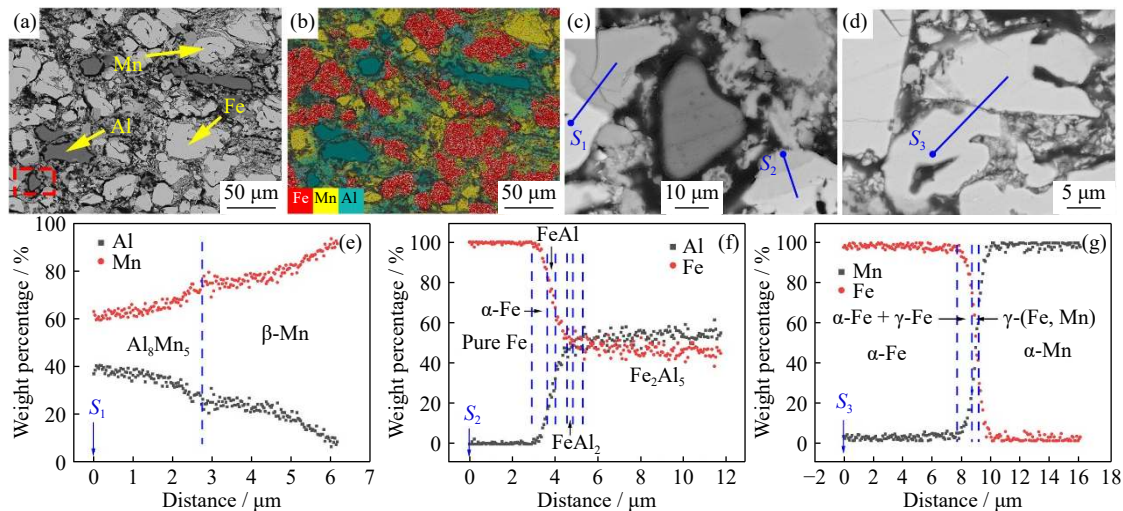 (a)
Mn
Fe
Al
50 μm
(b)
Fe Mn Al
50 μm
(c)
S1
S2
10 μm
(d)
S3
5 μm
(e)
Al
Mn
Al8Mn5
β-Mn
S1
Weight percentage / %
100
80
60
40
20
0
0 1 2 3 4 5 6 7
Distance / μm
(f)
FeAl
Al
Fe
α-Fe
Pure Fe
Fe2Al5
FeAl2
S2
Weight percentage / %
100
80
60
40
20
0
0 2 4 6 8 10 12
Distance / μm
(g)
Mn
Fe
α-Fe + γ-Fe
γ-(Fe, Mn)
α-Fe
α-Mn
S3
Weight percentage / %
100
80
60
40
20
0
−2 0 2 4 6 8 10 12 14 16 18
Distance / μm